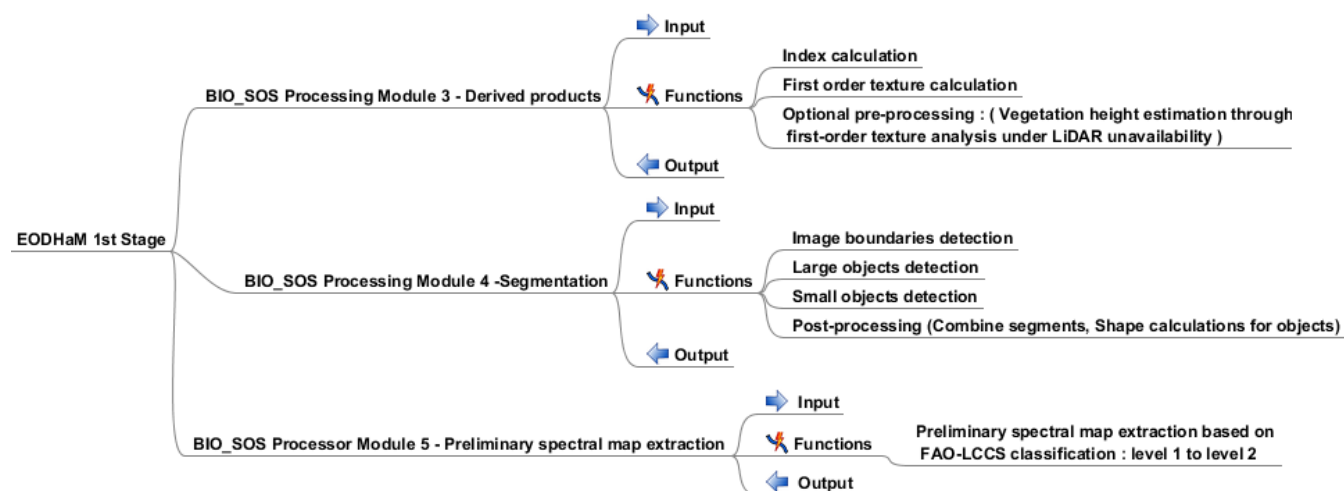 EODHaM 1st Stage
BIO_SOS Processing Module 3 - Derived products
Input
Functions
Index calculation
First order texture calculation
Optional pre-processing : ( Vegetation height estimation through
first-order texture analysis under LiDAR unavailability )
Output
BIO_SOS Processing Module 4 -Segmentation
Input
Functions
Image boundaries detection
Large objects detection
Small objects detection
Post-processing (Combine segments, Shape calculations for objects)
Output
BIO_SOS Processor Module 5 - Preliminary spectral map extraction
Input
Functions
Preliminary spectral map extraction based on
FAO-LCCS classification : level 1 to level 2
Output